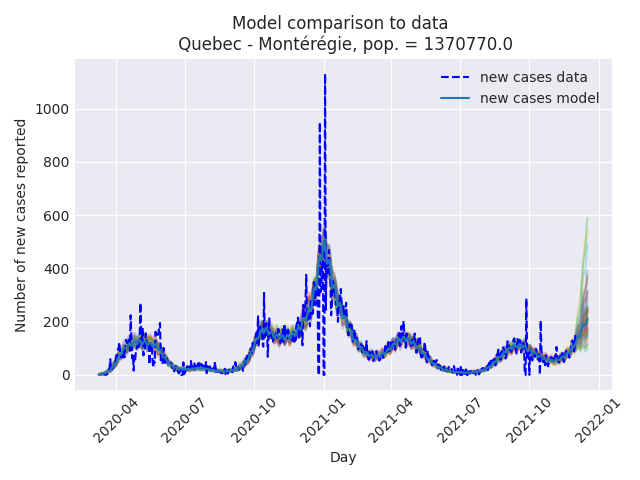 Model comparison to data
Quebec - Montérégie, pop. = 1370770.0
new cases data
new cases model
Number of new cases reported
1000
800
600
400
200
0
2020-04
2020-07
2020-10
2021-01
2021-04
2021-07
2021-10
2022-01
Day